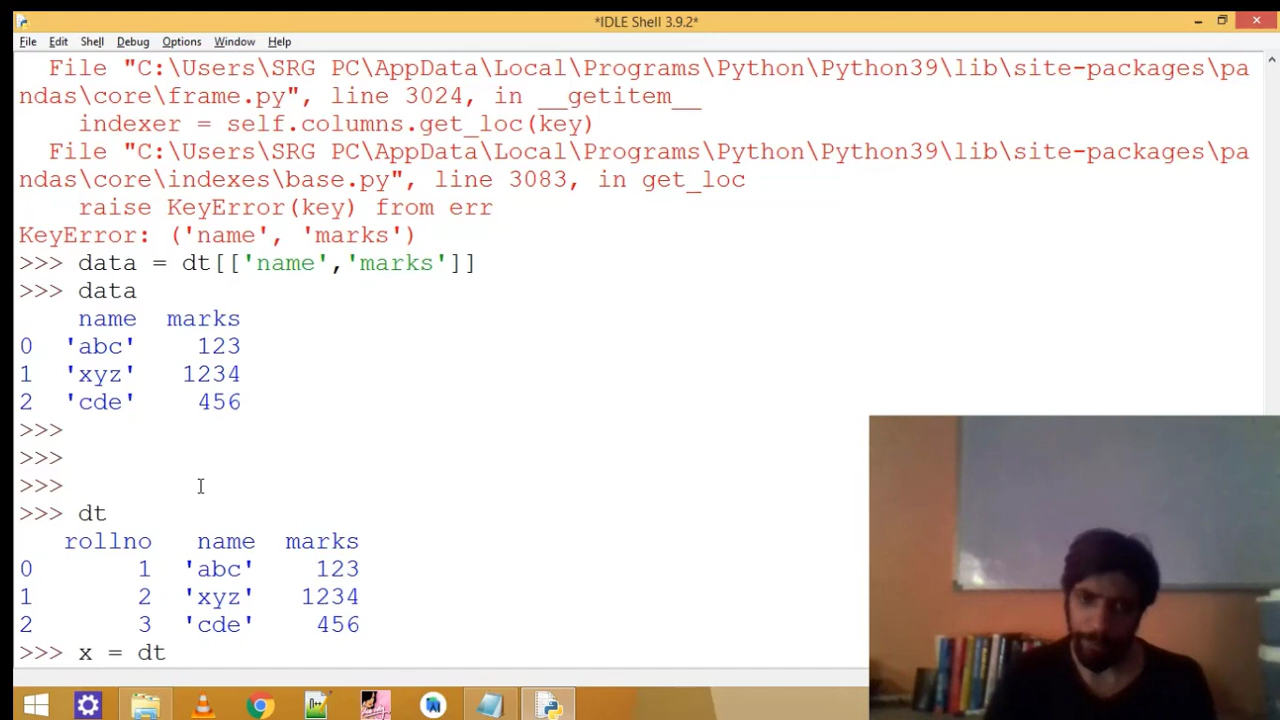 *IDLE Shell 3.9.2*
File Edit Shell Debug Options Window Help
File "C:\Users\SRG PC\AppData\Local\Programs\Python\Python39\lib\site-packages\pa
ndas\core\frame.py", line 3024, in __getitem__
indexer = self.columns.get_loc(key)
File "C:\Users\SRG PC\AppData\Local\Programs\Python\Python39\lib\site-packages\pa
ndas\core\indexes\base.py", line 3083, in get_loc
raise KeyError(key) from err
KeyError: ('name', 'marks')
>>> data = dt[['name','marks']]
>>> data
name marks
0 'abc' 123
1 'xyz' 1234
2 'cde' 456
>>>
>>>
>>>
>>> dt
rollno name marks
0 1 'abc' 123
1 2 'xyz' 1234
2 3 'cde' 456
>>> x = dt